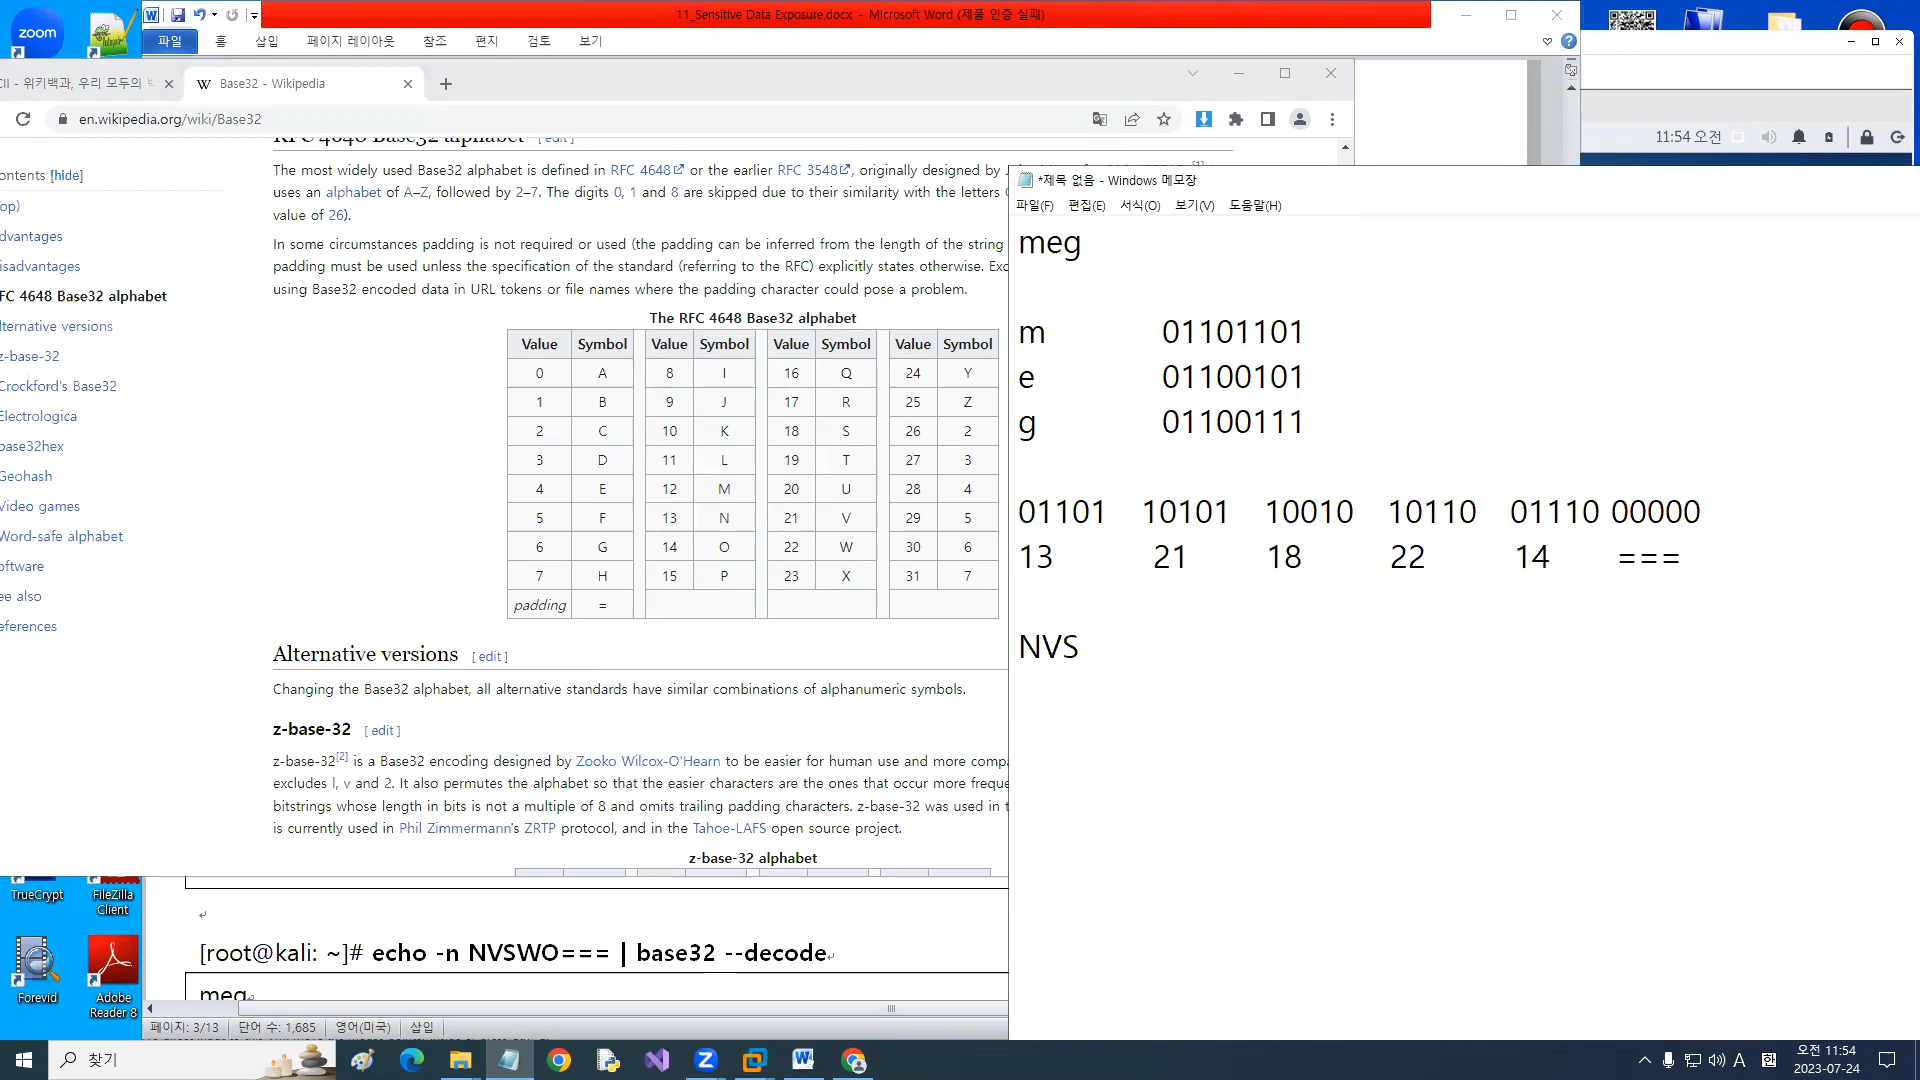 zoom
11_Sensitive Data Exposure.docx - Microsoft Word (제품 인증 실패)
파일 홈 삽입 페이지 레이아웃 참조 편지 검토 보기
CII - 위키백과, 우리 모두의
Base32 - Wikipedia
en.wikipedia.org/wiki/Base32
11:54 오전
RFC 4648 Base32 alphabet [edit]
ontents [hide]
op)
dvantages
isadvantages
FC 4648 Base32 alphabet
lternative versions
z-base-32
Crockford's Base32
Electrologica
base32hex
Geohash
Video games
Word-safe alphabet
oftware
ee also
eferences
The most widely used Base32 alphabet is defined in RFC 4648 or the earlier RFC 3548, originally designed by J
uses an alphabet of A–Z, followed by 2–7. The digits 0, 1 and 8 are skipped due to their similarity with the letters
value of 26).
In some circumstances padding is not required or used (the padding can be inferred from the length of the string
padding must be used unless the specification of the standard (referring to the RFC) explicitly states otherwise. Exc
using Base32 encoded data in URL tokens or file names where the padding character could pose a problem.
The RFC 4648 Base32 alphabet
Value Symbol Value Symbol Value Symbol Value Symbol
0 A 8 I 16 Q 24 Y
1 B 9 J 17 R 25 Z
2 C 10 K 18 S 26 2
3 D 11 L 19 T 27 3
4 E 12 M 20 U 28 4
5 F 13 N 21 V 29 5
6 G 14 O 22 W 30 6
7 H 15 P 23 X 31 7
padding =
Alternative versions [edit]
Changing the Base32 alphabet, all alternative standards have similar combinations of alphanumeric symbols.
z-base-32 [edit]
z-base-32[2] is a Base32 encoding designed by Zooko Wilcox-O'Hearn to be easier for human use and more compa
excludes l, v and 2. It also permutes the alphabet so that the easier characters are the ones that occur more freque
bitstrings whose length in bits is not a multiple of 8 and omits trailing padding characters. z-base-32 was used in t
is currently used in Phil Zimmermann's ZRTP protocol, and in the Tahoe-LAFS open source project.
z-base-32 alphabet
*제목 없음 - Windows 메모장
파일(F) 편집(E) 서식(O) 보기(V) 도움말(H)
meg
m 01101101
e 01100101
g 01100111
01101 10101 10010 10110 01110 00000
13 21 18 22 14 ===
NVS
TrueCrypt
FileZilla Client
Forevid
Adobe Reader 8
[root@kali: ~]# echo -n NVSWO=== | base32 --decode
meg
페이지: 3/13 단어 수: 1,685 영어(미국) 삽입
찾기
A 한
오전 11:54
2023-07-24